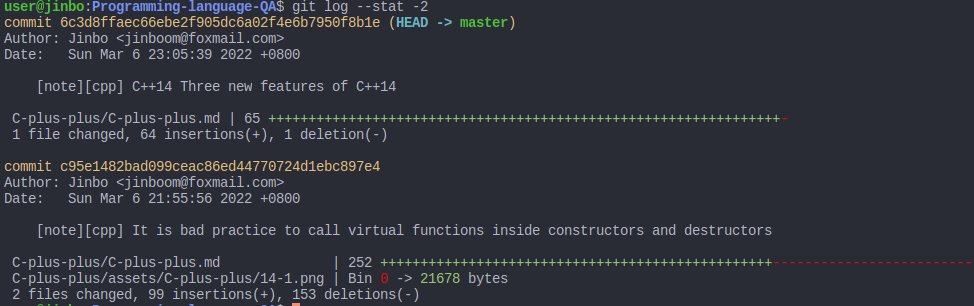 user@jinbo:Programming-language-QA$ git log --stat -2
commit 6c3d8ffaec66ebe2f905dc6a02f4e6b7950f8b1e (HEAD -> master)
Author: Jinbo <jinboom@foxmail.com>
Date:   Sun Mar 6 23:05:39 2022 +0800
    [note][cpp] C++14 Three new features of C++14
 C-plus-plus/C-plus-plus.md | 65 ++++++++++++++++++++++++++++++++++++++++++++++++++++++++++++++++-
 1 file changed, 64 insertions(+), 1 deletion(-)
commit c95e1482bad099ceac86ed44770724d1ebc897e4
Author: Jinbo <jinboom@foxmail.com>
Date:   Sun Mar 6 21:55:56 2022 +0800
    [note][cpp] It is bad practice to call virtual functions inside constructors and destructors
 C-plus-plus/C-plus-plus.md              | 252 +++++++++++++++++++++++++++++++++++++++++++++++++-------------------------
 C-plus-plus/assets/C-plus-plus/14-1.png | Bin 0 -> 21678 bytes
 2 files changed, 99 insertions(+), 153 deletions(-)